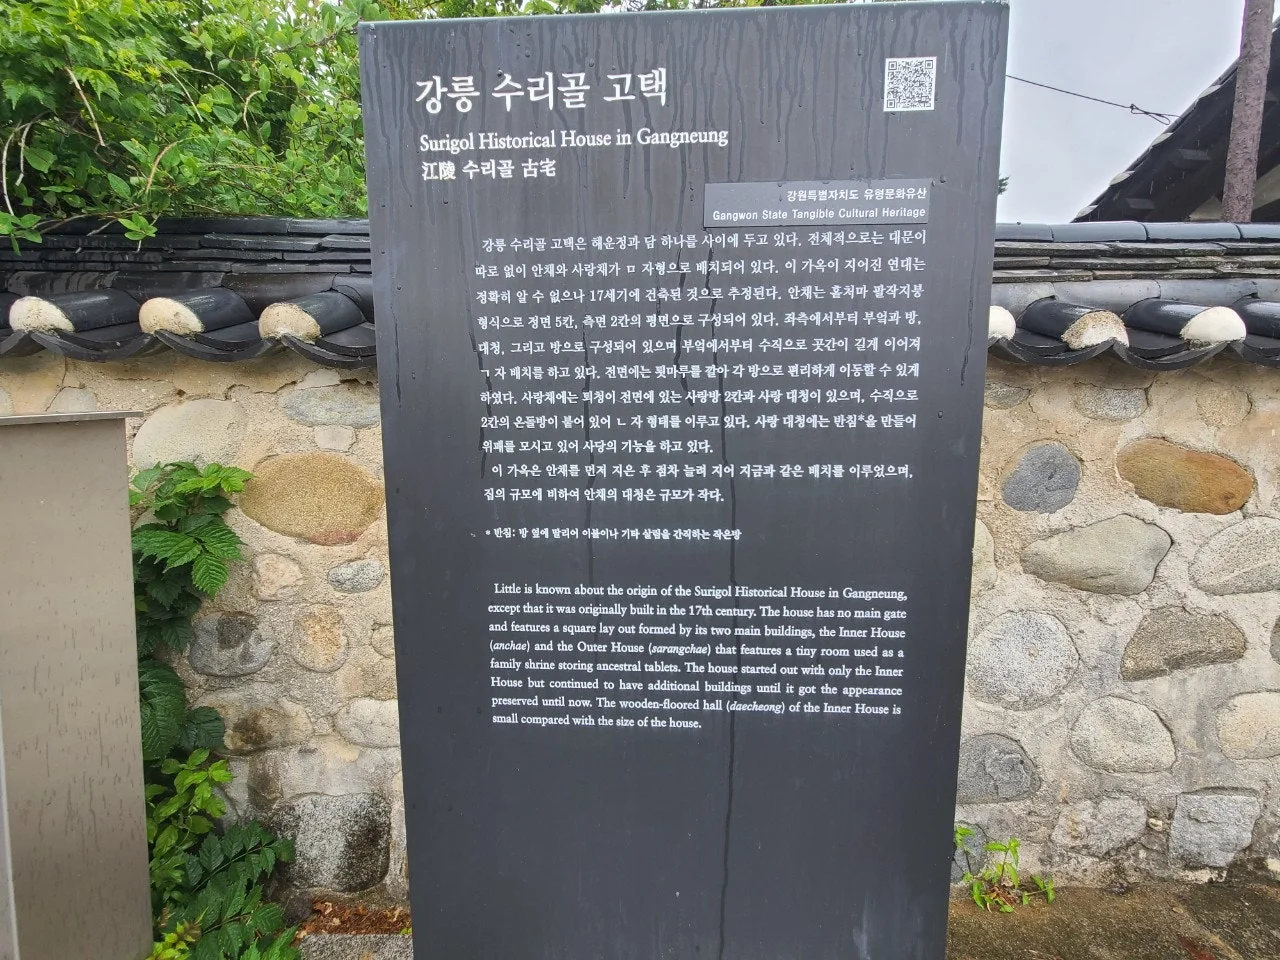 강릉 수리골 고택
Surigol Historical House in Gangneung
江陵 수리골 古宅
강원특별자치도 유형문화유산
Gangwon State Tangible Cultural Heritage
강릉 수리골 고택은 해운정과 담 하나를 사이에 두고 있다. 전체적으로는 대문이
따로 없이 안채와 사랑채가 ㅁ 자형으로 배치되어 있다. 이 가옥이 지어진 연대는
정확히 알 수 없으나 17세기에 건축된 것으로 추정된다. 안채는 홑처마 팔작지붕
형식으로 정면 5칸, 측면 2칸의 평면으로 구성되어 있다. 좌측에서부터 부엌과 방,
대청, 그리고 방으로 구성되어 있으며 부엌에서부터 수직으로 곳간이 길게 이어져
ㄱ 자 배치를 하고 있다. 전면에는 툇마루를 깔아 각 방으로 편리하게 이동할 수 있게
하였다. 사랑채에는 퇴청이 전면에 있는 사랑방 2칸과 사랑 대청이 있으며, 수직으로
2칸의 온돌방이 붙어 있어 ㄴ 자 형태를 이루고 있다. 사랑 대청에는 반침*을 만들어
위패를 모시고 있어 사당의 기능을 하고 있다.
이 가옥은 안채를 먼저 지은 후 점차 늘려 지어 지금과 같은 배치를 이루었으며,
집의 규모에 비하여 안채의 대청은 규모가 작다.
* 반침: 방 옆에 딸리어 이불이나 기타 살림을 간직하는 작은방
Little is known about the origin of the Surigol Historical House in Gangneung,
except that it was originally built in the 17th century. The house has no main gate
and features a square lay out formed by its two main buildings, the Inner House
(anchae) and the Outer House (sarangchae) that features a tiny room used as a
family shrine storing ancestral tablets. The house started out with only the Inner
House but continued to have additional buildings until it got the appearance
preserved until now. The wooden-floored hall (daecheong) of the Inner House is
small compared with the size of the house.